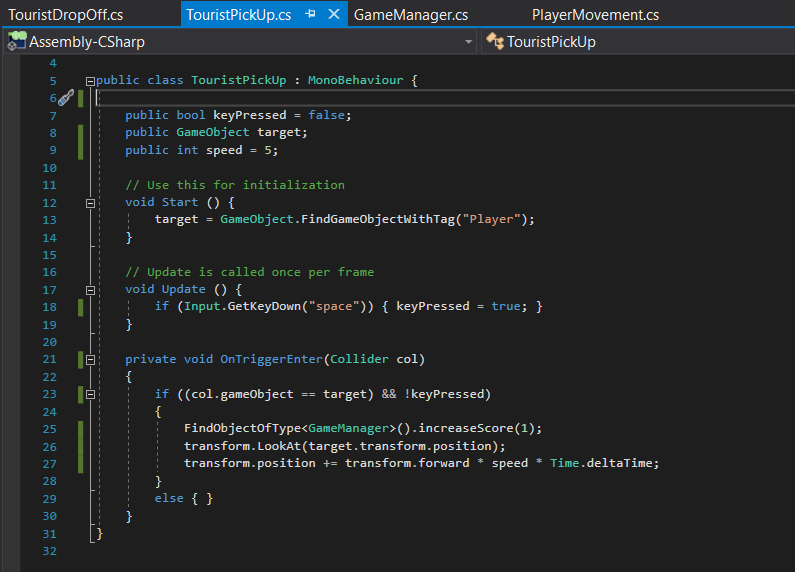 TouristDropOff.cs TouristPickUp.cs GameManager.cs PlayerMovement.cs
Assembly-CSharp TouristPickUp
4
5 public class TouristPickUp : MonoBehaviour {
6
7 public bool keyPressed = false;
8 public GameObject target;
9 public int speed = 5;
10
11 // Use this for initialization
12 void Start () {
13 target = GameObject.FindGameObjectWithTag("Player");
14 }
15
16 // Update is called once per frame
17 void Update () {
18 if (Input.GetKeyDown("space")) { keyPressed = true; }
19 }
20
21 private void OnTriggerEnter(Collider col)
22 {
23 if ((col.gameObject == target) && !keyPressed)
24 {
25 FindObjectOfType<GameManager>().increaseScore(1);
26 transform.LookAt(target.transform.position);
27 transform.position += transform.forward * speed * Time.deltaTime;
28 }
29 else { }
30 }
31 }
32